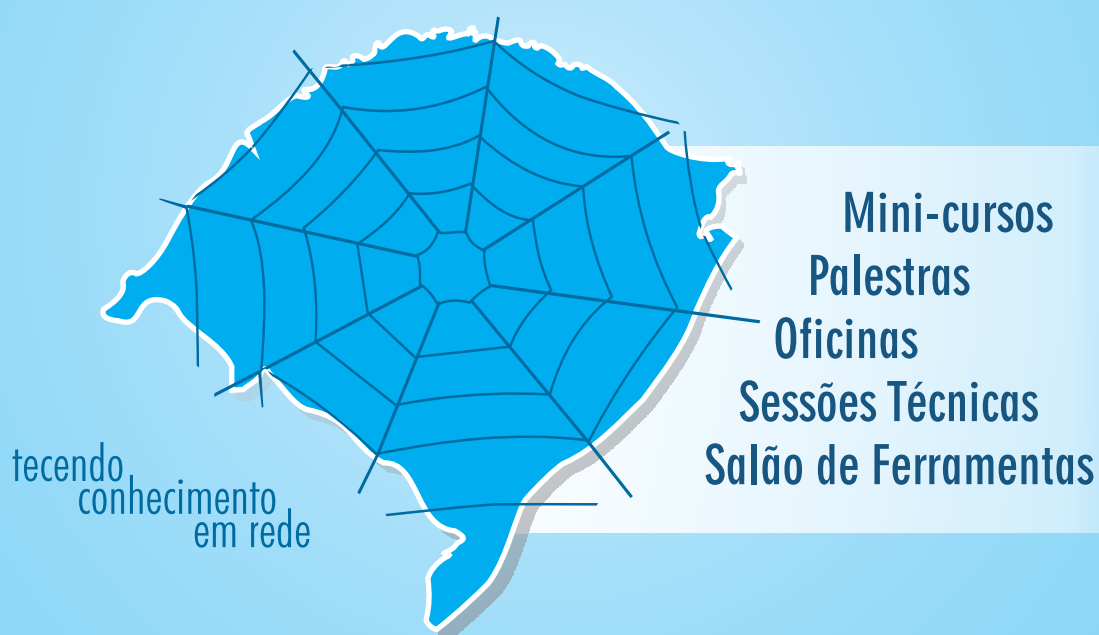 Mini-cursos
Palestras
Oficinas
Sessões Técnicas
Salão de Ferramentas
tecendo
conhecimento
em rede